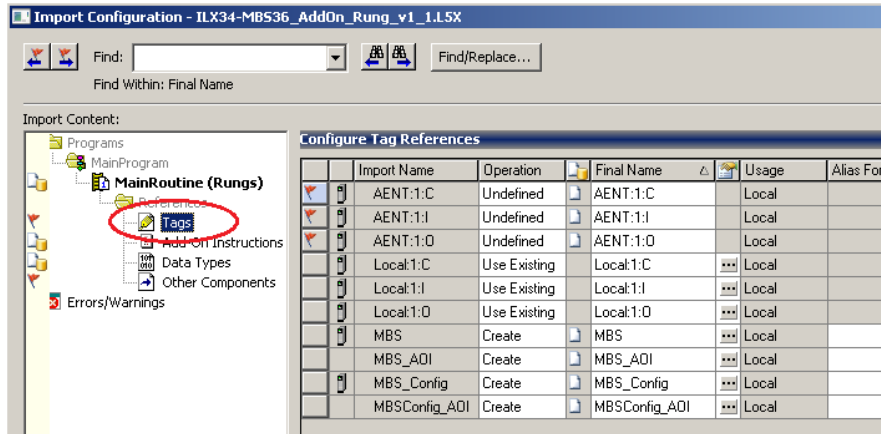 Import Configuration - ILX34-MBS36_AddOn_Rung_v1_1.L5X
Find:
Find/Replace...
Find Within: Final Name
Import Content:
Programs
MainProgram
MainRoutine (Rungs)
References
Tags
Add-On Instructions
Data Types
Other Components
Errors/Warnings
Configure Tag References
Import Name Operation Final Name Usage Alias For
AENT:1:C Undefined AENT:1:C Local
AENT:1:I Undefined AENT:1:I Local
AENT:1:O Undefined AENT:1:O Local
Local:1:C Use Existing Local:1:C ... Local
Local:1:I Use Existing Local:1:I ... Local
Local:1:O Use Existing Local:1:O ... Local
MBS Create MBS ... Local
MBS_AOI Create MBS_AOI ... Local
MBS_Config Create MBS_Config ... Local
MBSConfig_AOI Create MBSConfig_AOI ... Local